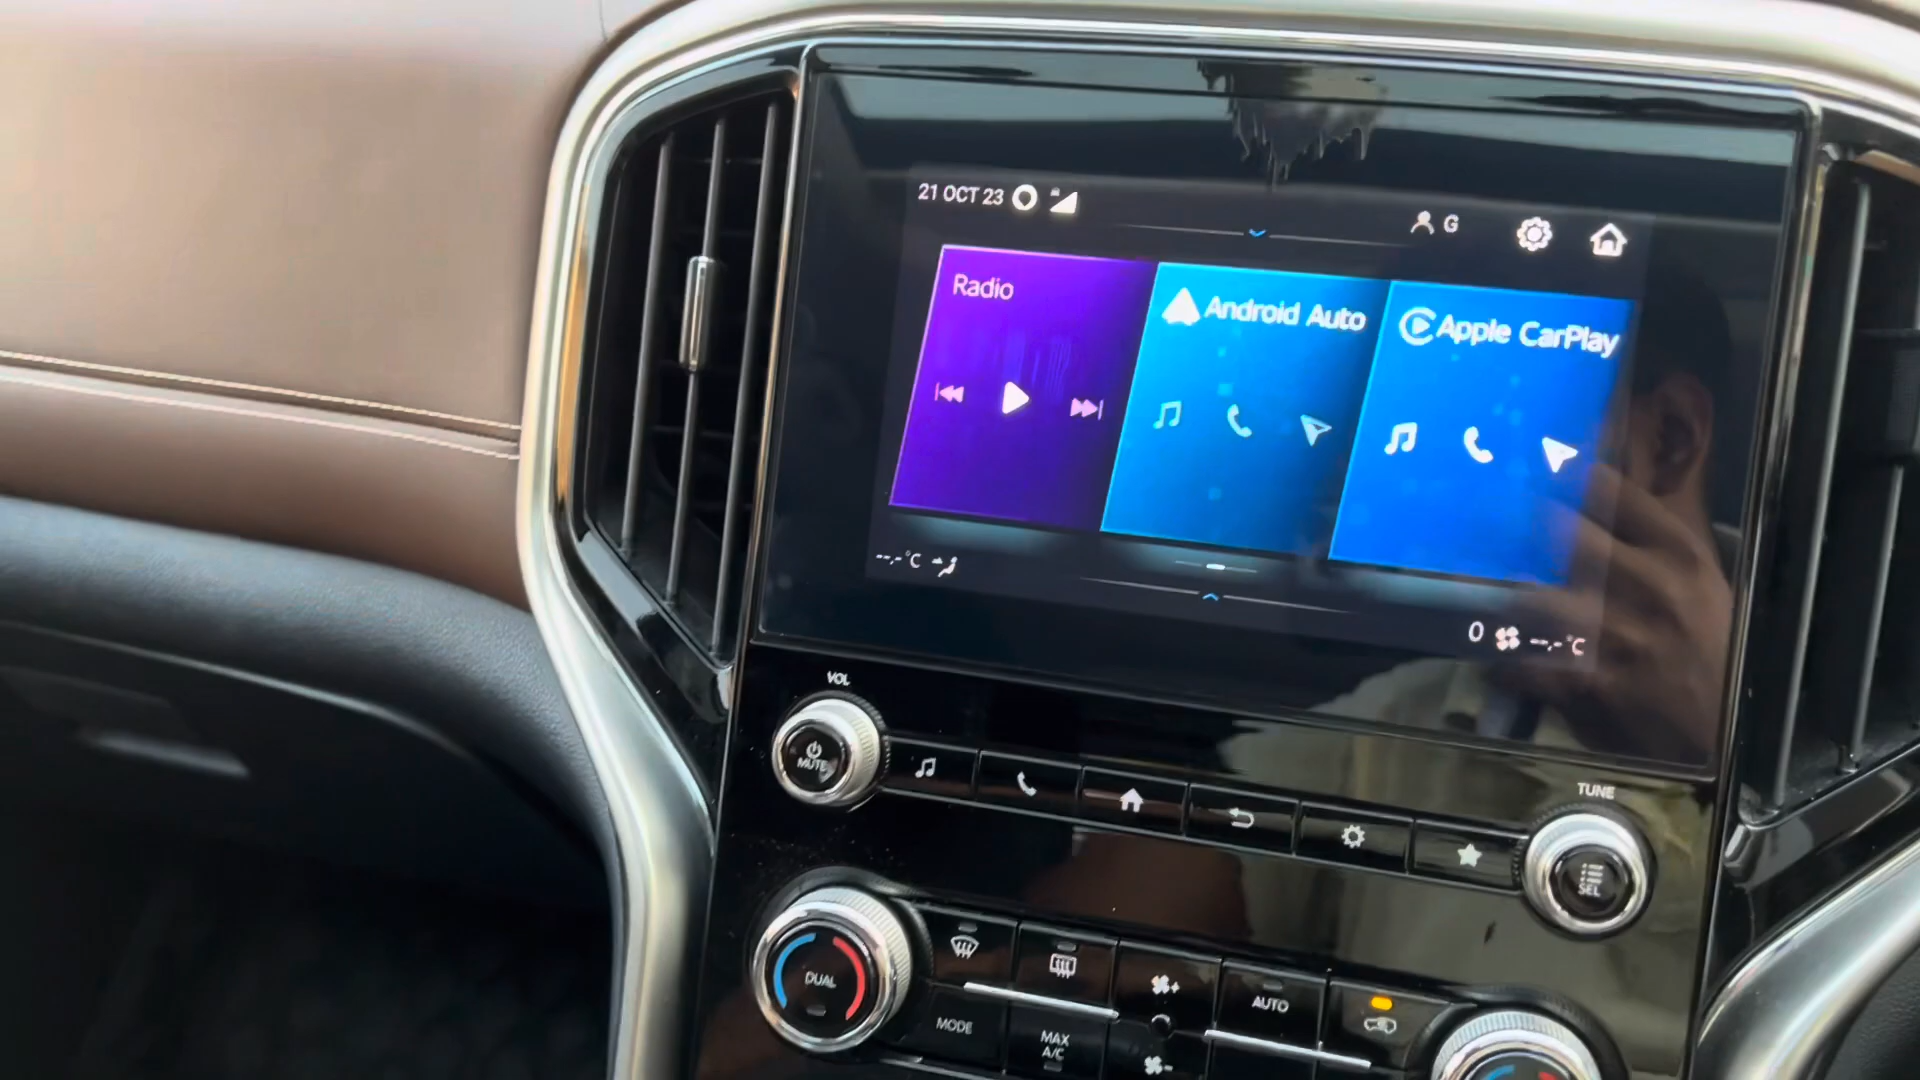 21 OCT 23
G
Radio
Android Auto
Apple CarPlay
--.-°C
0 --.-°C
VOL
MUTE
TUNE
SEL
DUAL
MODE
MAX
A/C
AUTO